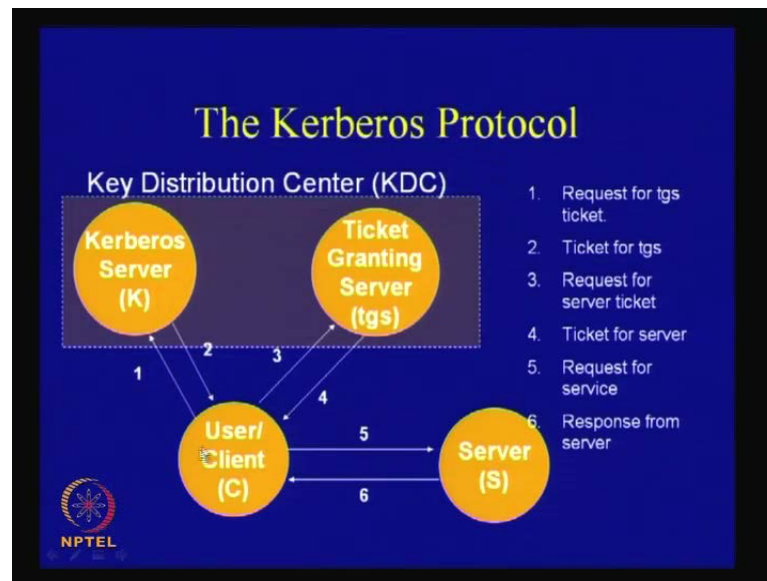 The Kerberos Protocol
Key Distribution Center (KDC)
Kerberos
Server
(K)
Ticket
Granting
Server
(tgs)
1
2
3
4
User/
Client
(C)
5
6
Server
(S)
1. Request for tgs
ticket.
2. Ticket for tgs
3. Request for
server ticket
4. Ticket for server
5. Request for
service
6. Response from
server
NPTEL